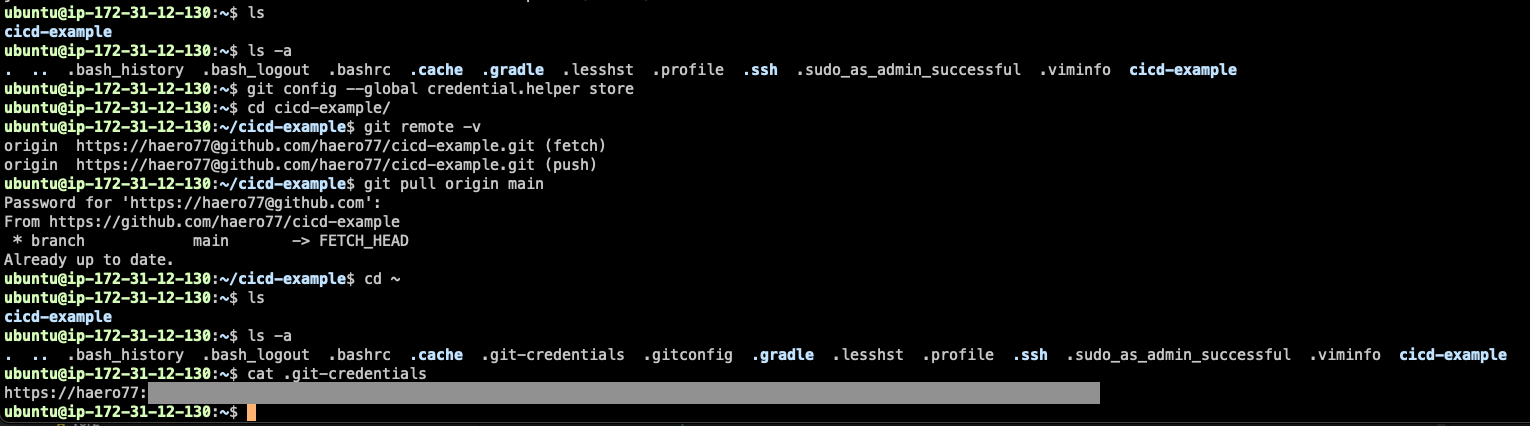 ubuntu@ip-172-31-12-130:~$ ls
cicd-example
ubuntu@ip-172-31-12-130:~$ ls -a
.  ..  .bash_history  .bash_logout  .bashrc  .cache  .gradle  .lesshst  .profile  .ssh  .sudo_as_admin_successful  .viminfo  cicd-example
ubuntu@ip-172-31-12-130:~$ git config --global credential.helper store
ubuntu@ip-172-31-12-130:~$ cd cicd-example/
ubuntu@ip-172-31-12-130:~/cicd-example$ git remote -v
origin  https://haero77@github.com/haero77/cicd-example.git (fetch)
origin  https://haero77@github.com/haero77/cicd-example.git (push)
ubuntu@ip-172-31-12-130:~/cicd-example$ git pull origin main
Password for 'https://haero77@github.com':
From https://github.com/haero77/cicd-example
 * branch            main       -> FETCH_HEAD
Already up to date.
ubuntu@ip-172-31-12-130:~/cicd-example$ cd ~
ubuntu@ip-172-31-12-130:~$ ls
cicd-example
ubuntu@ip-172-31-12-130:~$ ls -a
.  ..  .bash_history  .bash_logout  .bashrc  .cache  .git-credentials  .gitconfig  .gradle  .lesshst  .profile  .ssh  .sudo_as_admin_successful  .viminfo  cicd-example
ubuntu@ip-172-31-12-130:~$ cat .git-credentials
https://haero77:
ubuntu@ip-172-31-12-130:~$